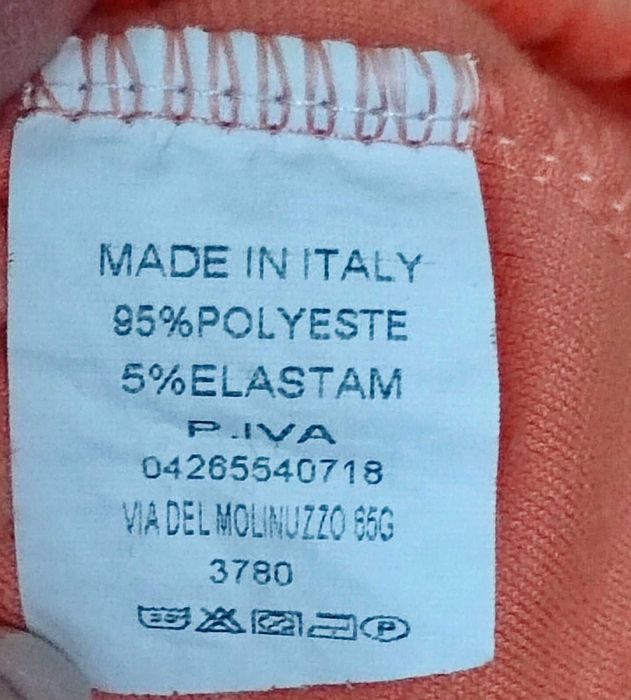 MADE IN ITALY
95%POLYESTE
5%ELASTAM
P.IVA
04265540718
VIA DEL MOLINUZZO 65G
3780
P